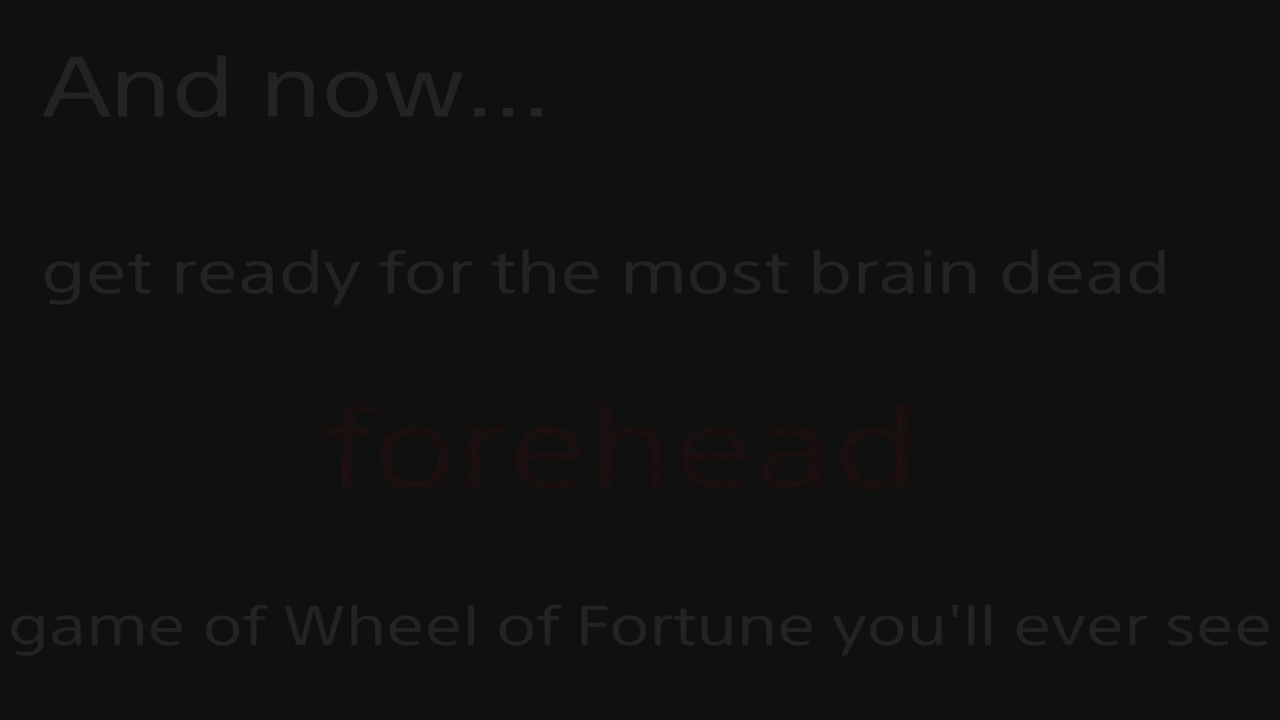 And now...
get ready for the most brain dead
forehead
game of Wheel of Fortune you'll ever see